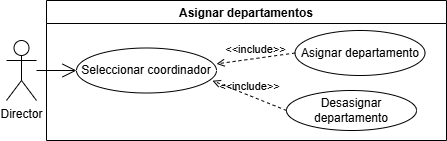 Asignar departamentos
<<include>>
Asignar departamento
Seleccionar coordinador
<<include>>
Desasignar
departamento
Director